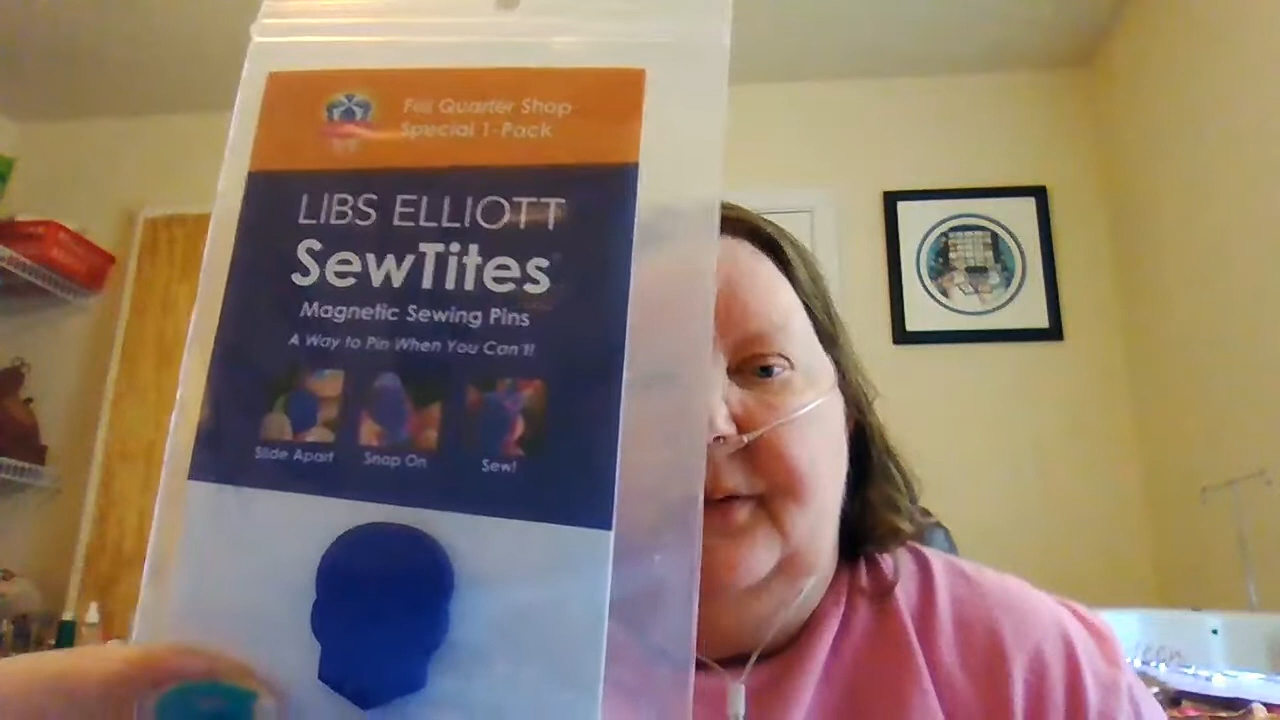 Fat Quarter Shop
Special 1-Pack
LIBS ELLIOTT
SewTites
Magnetic Sewing Pins
A Way to Pin When You Can't!
Slide Apart
Snap On
Sew!